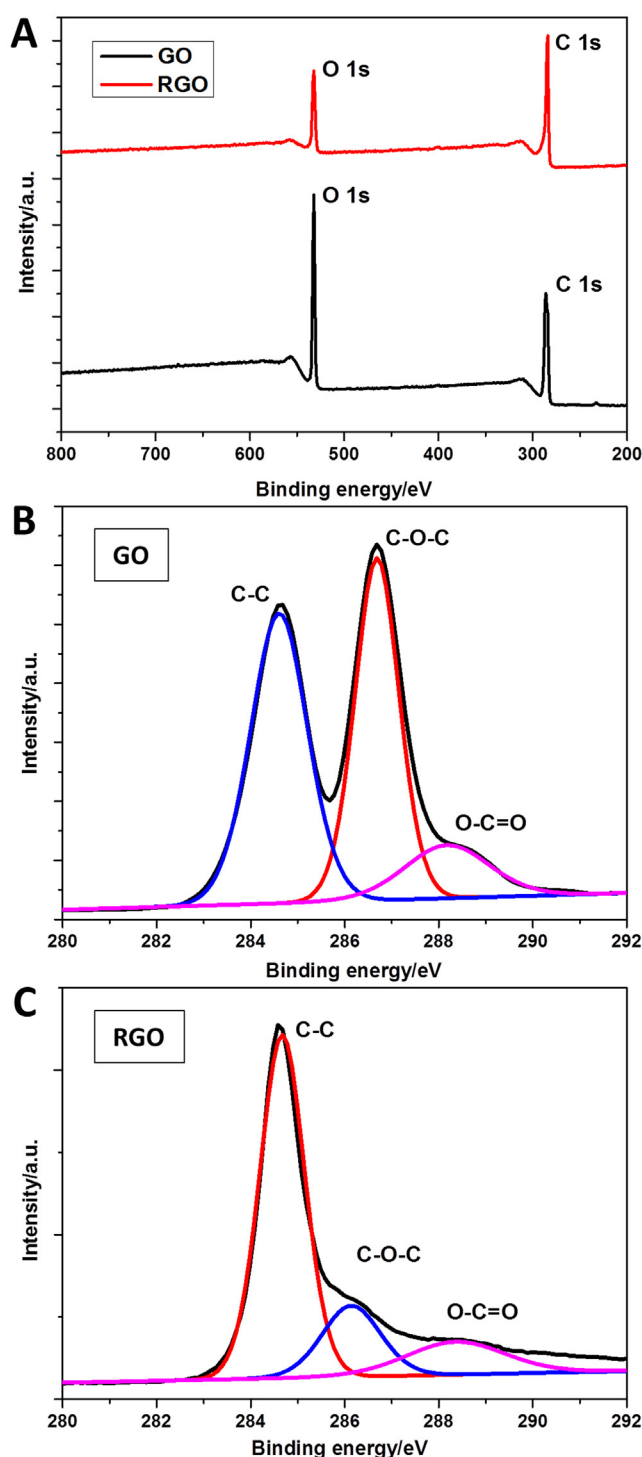 A
GO
RGO
O 1s
C 1s
O 1s
C 1s
Intensity/a.u.
800 700 600 500 400 300 200
Binding energy/eV
B
GO
C-O-C
C-C
O-C=O
Intensity/a.u.
280 282 284 286 288 290 292
Binding energy/eV
C
RGO
C-C
C-O-C
O-C=O
Intensity/a.u.
280 282 284 286 288 290 292
Binding energy/eV